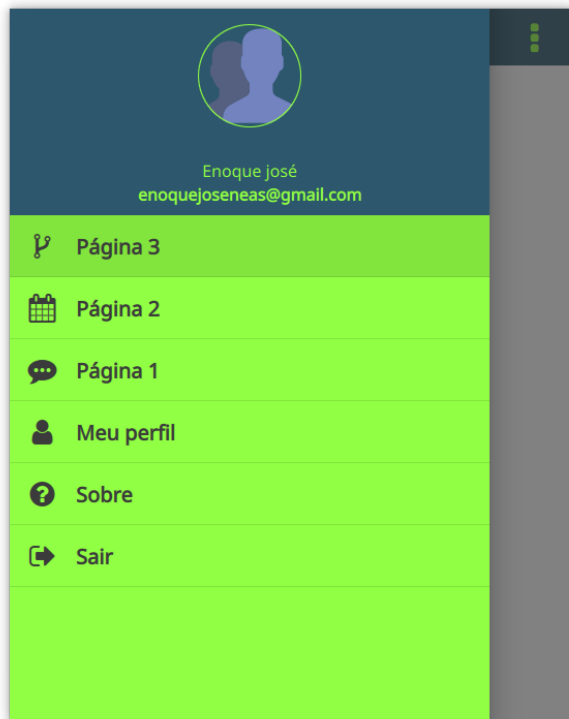 Enoque josé
enoquejoseneas@gmail.com
Página 3
Página 2
Página 1
Meu perfil
Sobre
Sair